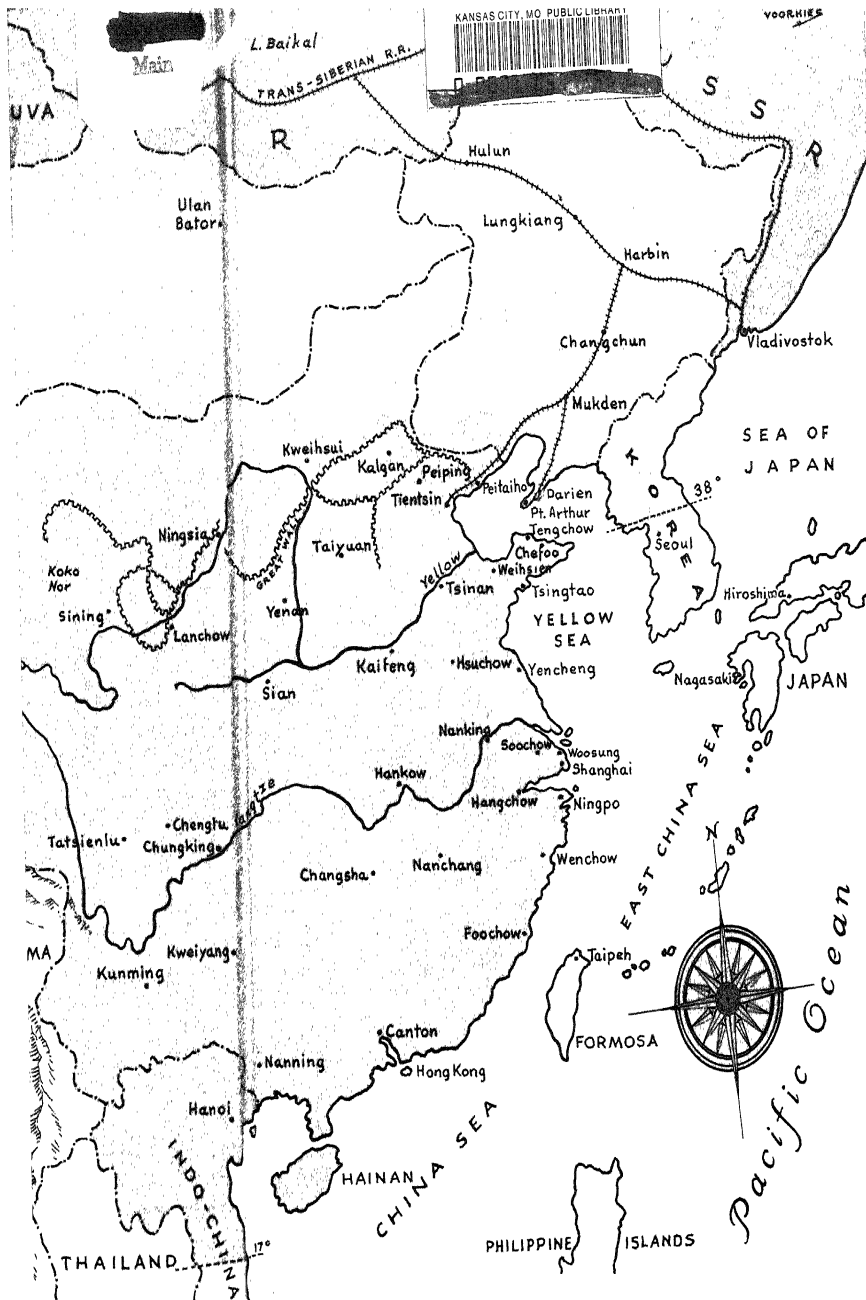 KANSAS CITY, MO PUBLIC LIBRARY
VOORHIES
Main
L. Baikal
TRANS-SIBERIAN R.R.
UVA
R
S
S
R
Hulun
Ulan
Bator
Lungkiang
Harbin
Changchun
Vladivostok
Mukden
SEA OF
JAPAN
Kweihsui
Kalgan
Peiping
Tientsin
Peitaiho
Darien
Pt. Arthur
Tengchow
Chefoo
Weihsien
38°
KOREA
Seoul
Ningsia
GREAT WALL
Taiyuan
Yellow
Tsinan
Tsingtao
Koko
Nor
Sining
Lanchow
Yenan
YELLOW
SEA
Hiroshima
Kaifeng
Hsuchow
Yencheng
Sian
Nagasaki
JAPAN
Nanking
Soochow
Woosung
Shanghai
Hankow
Hangchow
Ningpo
Yangtze
Chengtu
Chungking
Tatsienlu
EAST CHINA SEA
N
Wenchow
Nanchang
Changsha
MA
Kweiyang
Kunming
Foochow
Taipeh
FORMOSA
Canton
Hong Kong
Nanning
Hanoi
HAINAN
CHINA SEA
Pacific Ocean
INDO-CHINA
17°
THAILAND
PHILIPPINE ISLANDS